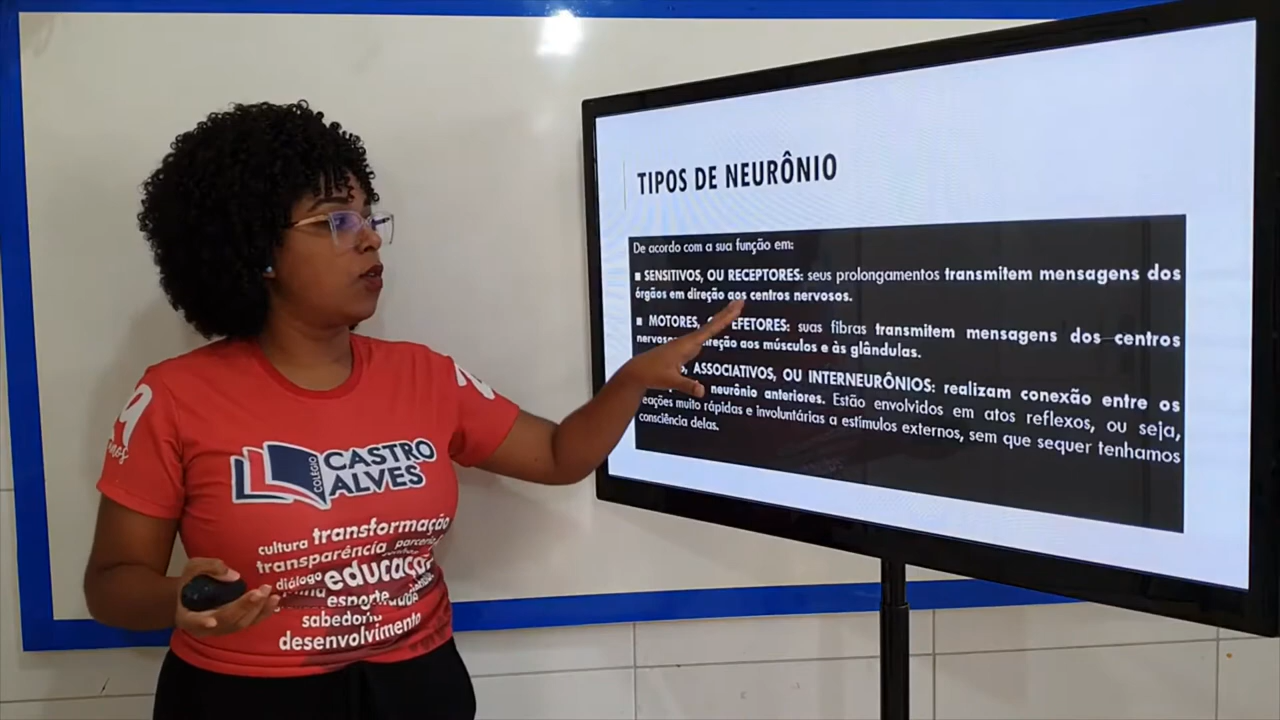 TIPOS DE NEURÔNIO
De acordo com a sua função em:
▪ SENSITIVOS, OU RECEPTORES: seus prolongamentos transmitem mensagens dos
órgãos em direção aos centros nervosos.
▪ MOTORES, EFETORES: suas fibras transmitem mensagens dos centros
direção aos músculos e às glândulas.
ASSOCIATIVOS, OU INTERNEURÔNIOS: realizam conexão entre os
neurônio anteriores. Estão envolvidos em atos reflexos, ou seja,
reações muito rápidas e involuntárias a estímulos externos, sem que sequer tenhamos
consciência delas.
9
anos
COLÉGIO
CASTRO
ALVES
cultura transformação
transparência
diálogo educação
esporte
sabedoria
desenvolvimento